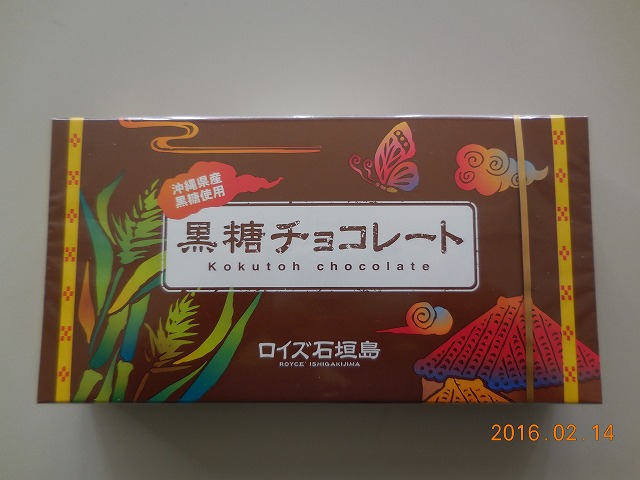 沖縄県産
黒糖使用
黒糖チョコレート
Kokutoh chocolate
ロイズ石垣島
ROYCE' ISHIGAKIJIMA
2016.02.14